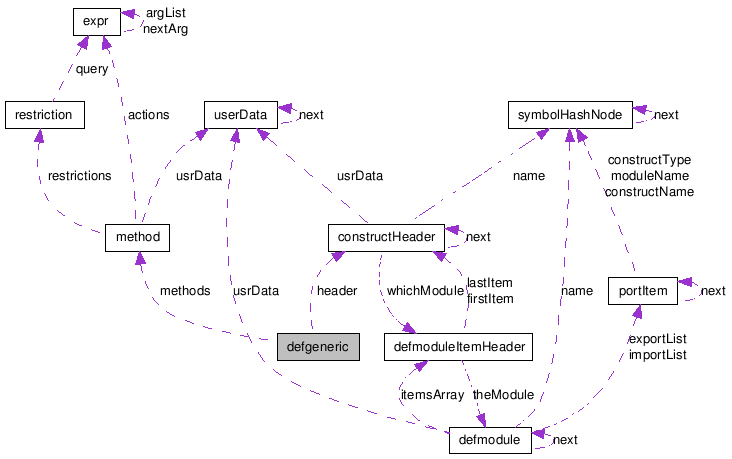 argList
expr
nextArg
query
restriction
actions
userData
next
symbolHashNode
next
constructType
moduleName
constructName
restrictions
usrData
usrData
name
method
constructHeader
next
methods
usrData
header
whichModule
lastItem
firstItem
name
portItem
next
defgeneric
defmoduleItemHeader
exportList
importList
itemsArray
theModule
defmodule
next